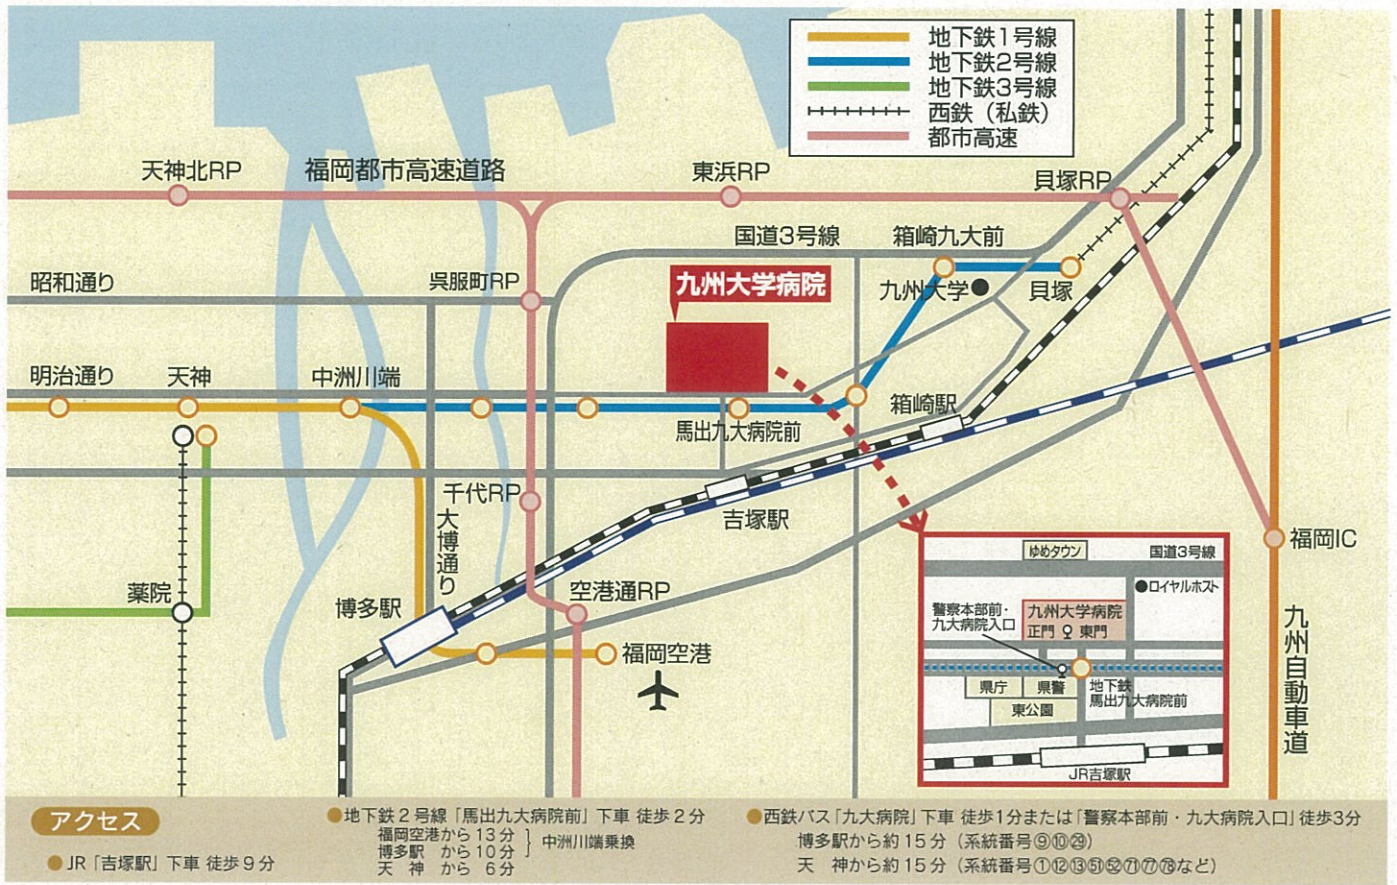 地下鉄1号線
地下鉄2号線
地下鉄3号線
西鉄（私鉄）
都市高速
天神北RP
福岡都市高速道路
東浜RP
貝塚RP
国道3号線
箱崎九大前
昭和通り
呉服町RP
九州大学病院
九州大学
貝塚
明治通り
天神
中洲川端
箱崎駅
馬出九大病院前
千代RP
大博通り
吉塚駅
福岡IC
薬院
博多駅
空港通RP
福岡空港
九州自動車道
ゆめタウン
国道3号線
ロイヤルホスト
警察本部前・
九大病院入口
九州大学病院
正門
東門
県庁
県警
地下鉄
馬出九大病院前
東公園
JR吉塚駅
アクセス
●JR「吉塚駅」下車 徒歩9分
●地下鉄2号線「馬出九大病院前」下車 徒歩2分
福岡空港から13分
博多駅 から10分
天 神 から 6分
中洲川端乗換
●西鉄バス「九大病院」下車 徒歩1分または「警察本部前・九大病院入口」徒歩3分
博多駅から約15分（系統番号⑨⑩㉙）
天 神から約15分（系統番号①⑫⑬51 52 71 77 78など）